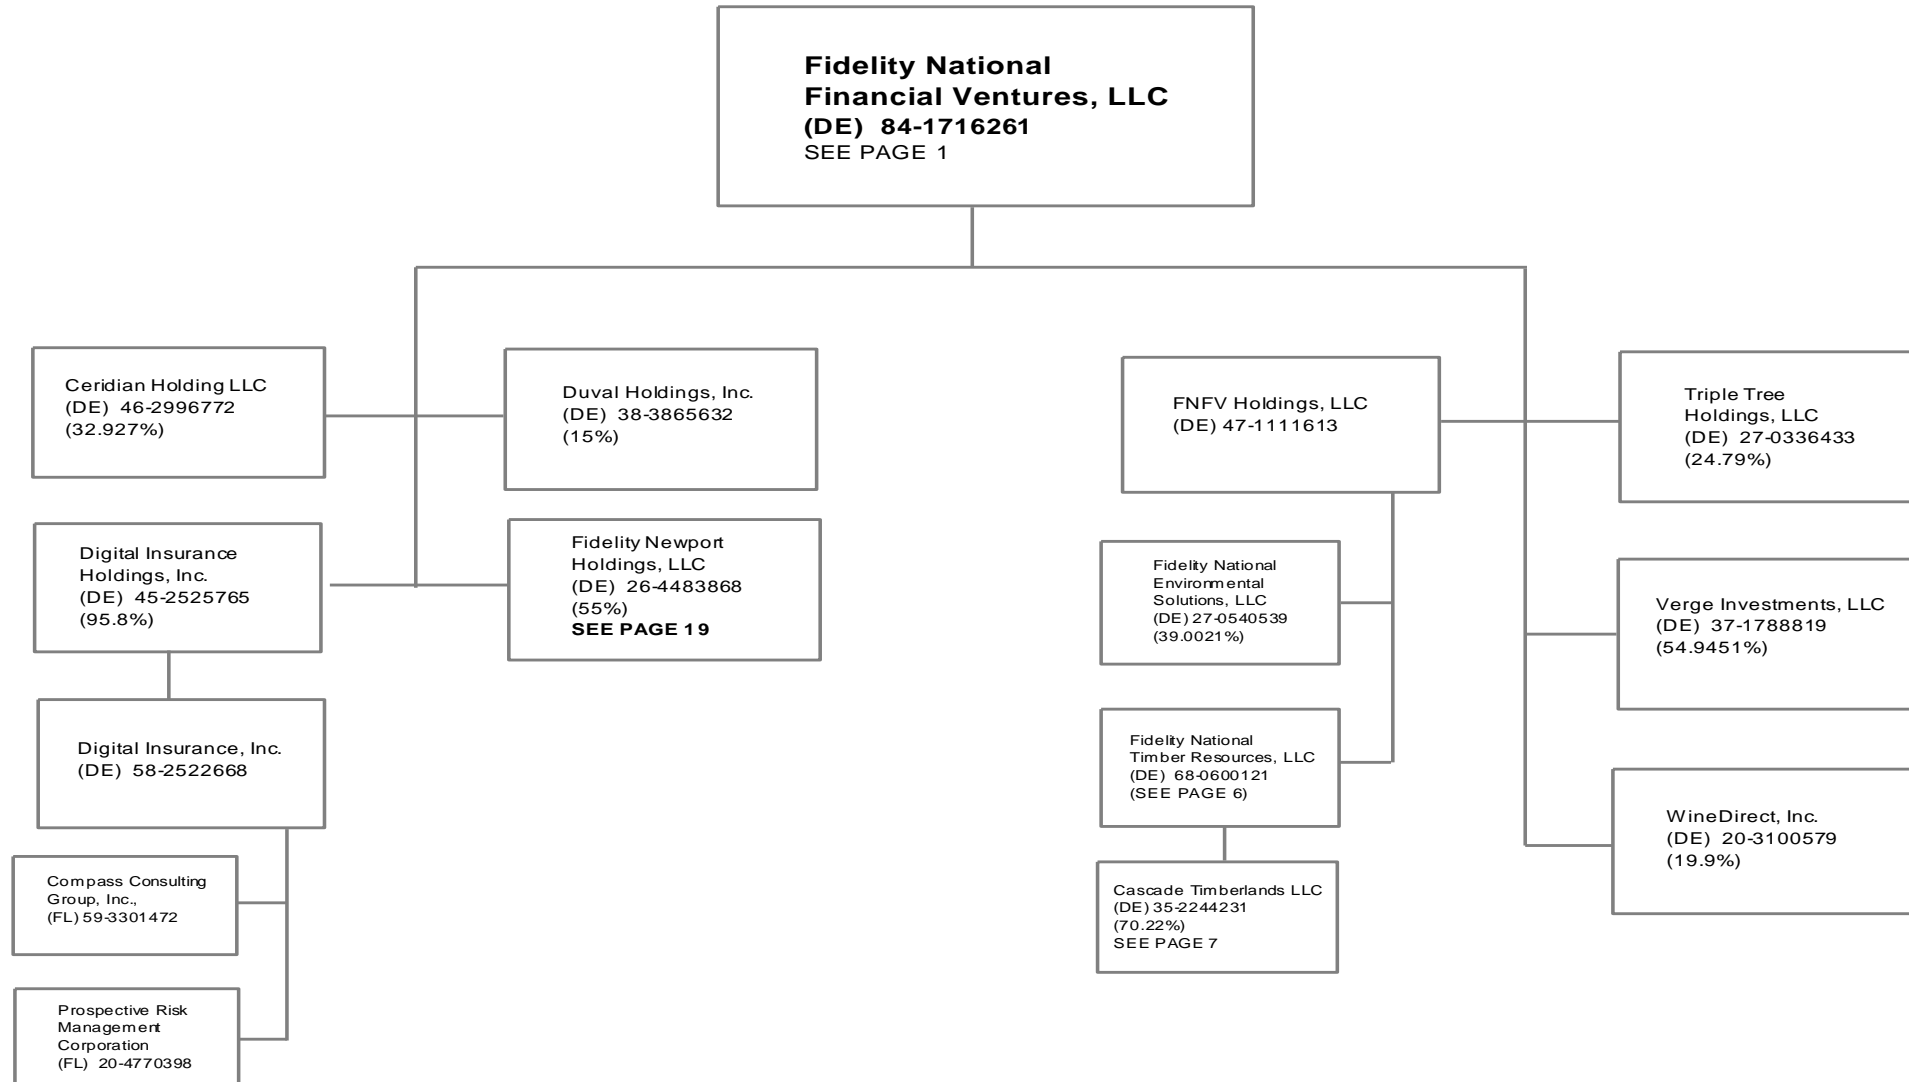 Fidelity National
Financial Ventures, LLC
(DE) 84-1716261
SEE PAGE 1
Ceridian Holding LLC
(DE) 46-2996772
(32.927%)
Duval Holdings, Inc.
(DE) 38-3865632
(15%)
FNFV Holdings, LLC
(DE) 47-1111613
Triple Tree
Holdings, LLC
(DE) 27-0336433
(24.79%)
Digital Insurance
Holdings, Inc.
(DE) 45-2525765
(95.8%)
Fidelity Newport
Holdings, LLC
(DE) 26-4483868
(55%)
SEE PAGE 19
Fidelity National
Environmental
Solutions, LLC
(DE) 27-0540539
(39.0021%)
Verge Investments, LLC
(DE) 37-1788819
(54.9451%)
Digital Insurance, Inc.
(DE) 58-2522668
Fidelity National
Timber Resources, LLC
(DE) 68-0600121
(SEE PAGE 6)
WineDirect, Inc.
(DE) 20-3100579
(19.9%)
Compass Consulting
Group, Inc.,
(FL) 59-3301472
Cascade Timberlands LLC
(DE) 35-2244231
(70.22%)
SEE PAGE 7
Prospective Risk
Management
Corporation
(FL) 20-4770398